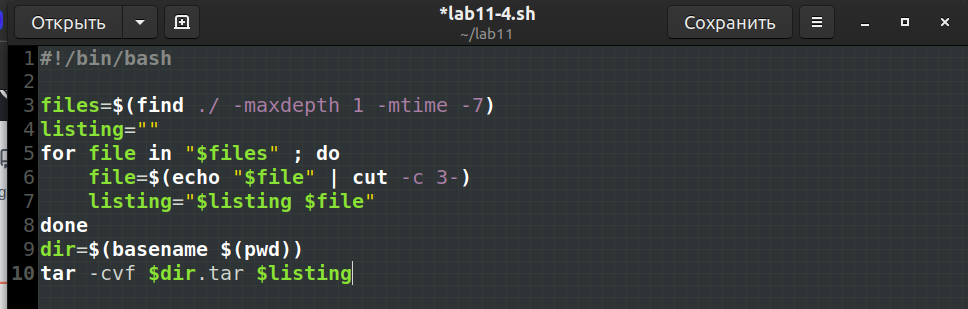 Открыть
*lab11-4.sh
~/lab11
Сохранить
1 #!/bin/bash
2
3 files=$(find ./ -maxdepth 1 -mtime -7)
4 listing=""
5 for file in "$files" ; do
6     file=$(echo "$file" | cut -c 3-)
7     listing="$listing $file"
8 done
9 dir=$(basename $(pwd))
10 tar -cvf $dir.tar $listing